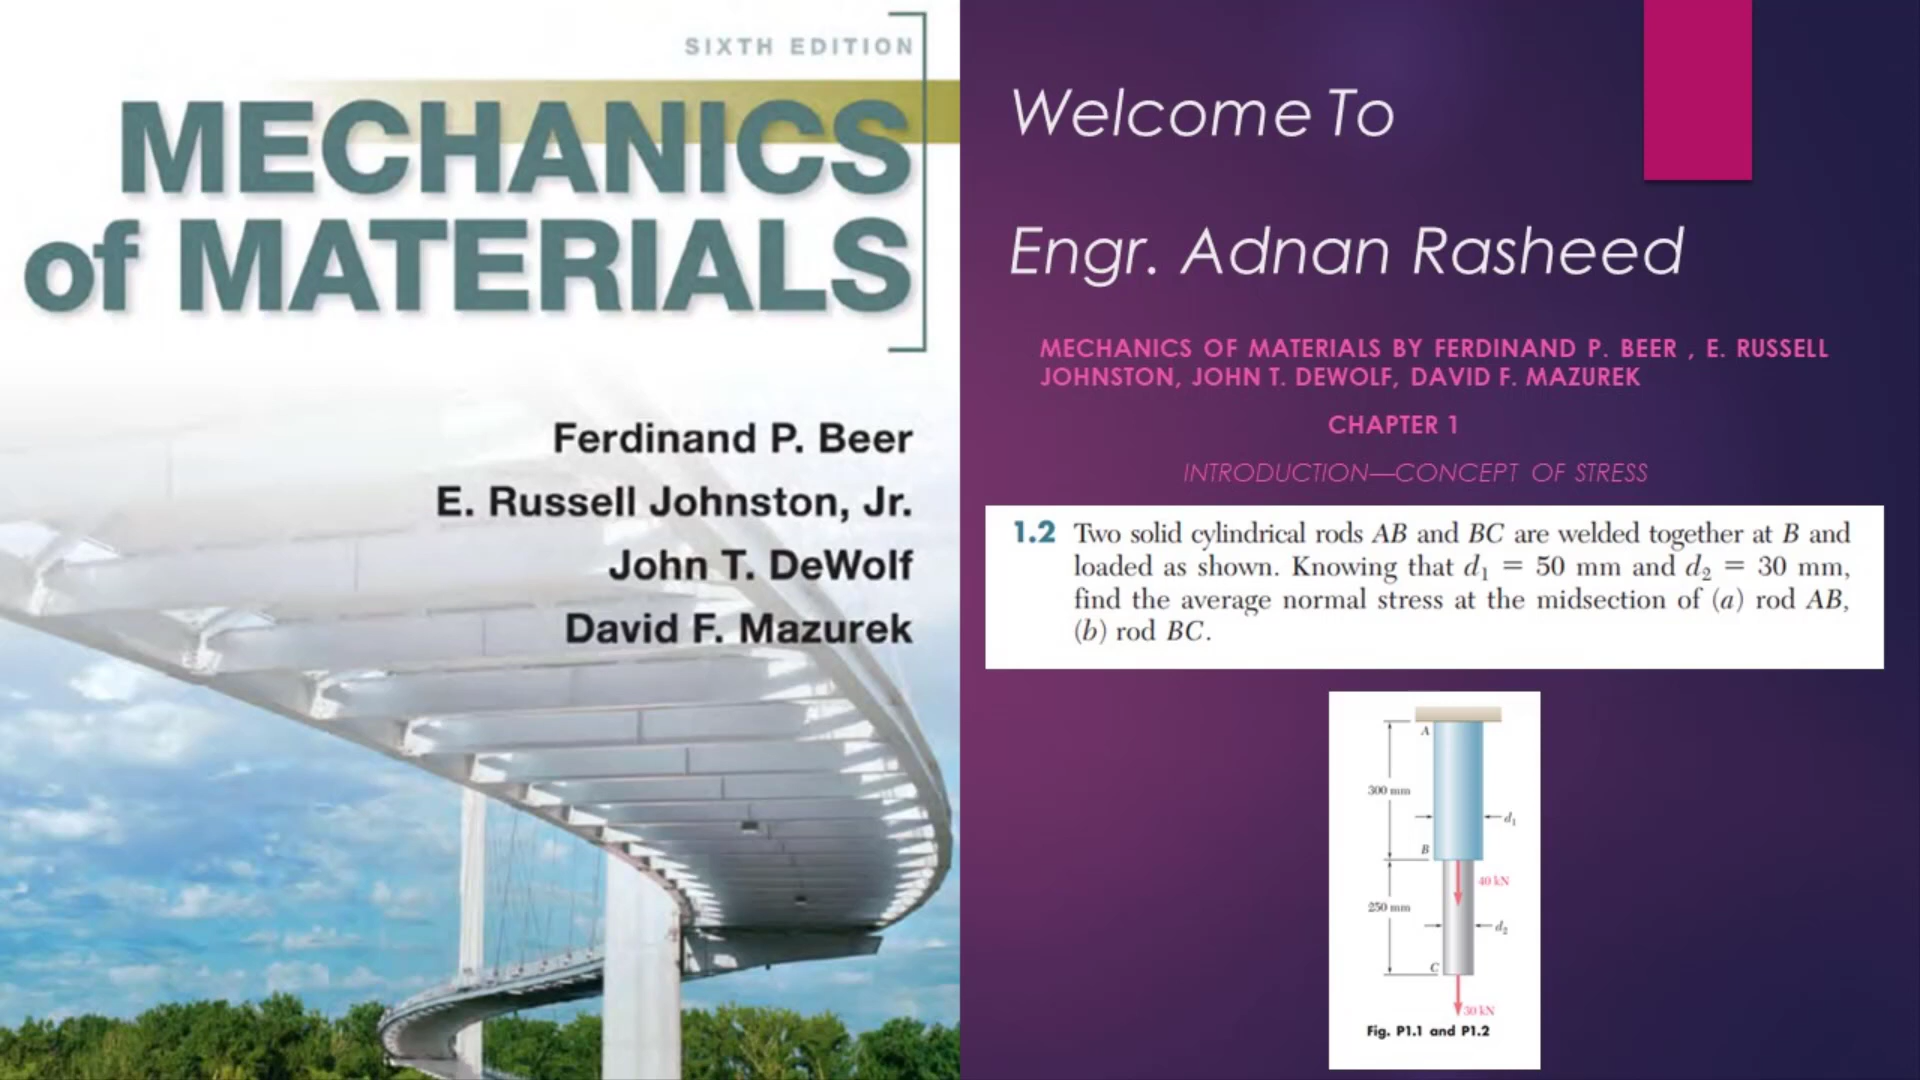 SIXTH EDITION
MECHANICS
of MATERIALS
Ferdinand P. Beer
E. Russell Johnston, Jr.
John T. DeWolf
David F. Mazurek
Welcome To
Engr. Adnan Rasheed
MECHANICS OF MATERIALS BY FERDINAND P. BEER , E. RUSSELL
JOHNSTON, JOHN T. DEWOLF, DAVID F. MAZUREK
CHAPTER 1
INTRODUCTION—CONCEPT OF STRESS
1.2 Two solid cylindrical rods AB and BC are welded together at B and
loaded as shown. Knowing that d₁ = 50 mm and d₂ = 30 mm,
find the average normal stress at the midsection of (a) rod AB,
(b) rod BC.
A
300 mm
d₁
B
40 kN
250 mm
d₂
C
30 kN
Fig. P1.1 and P1.2